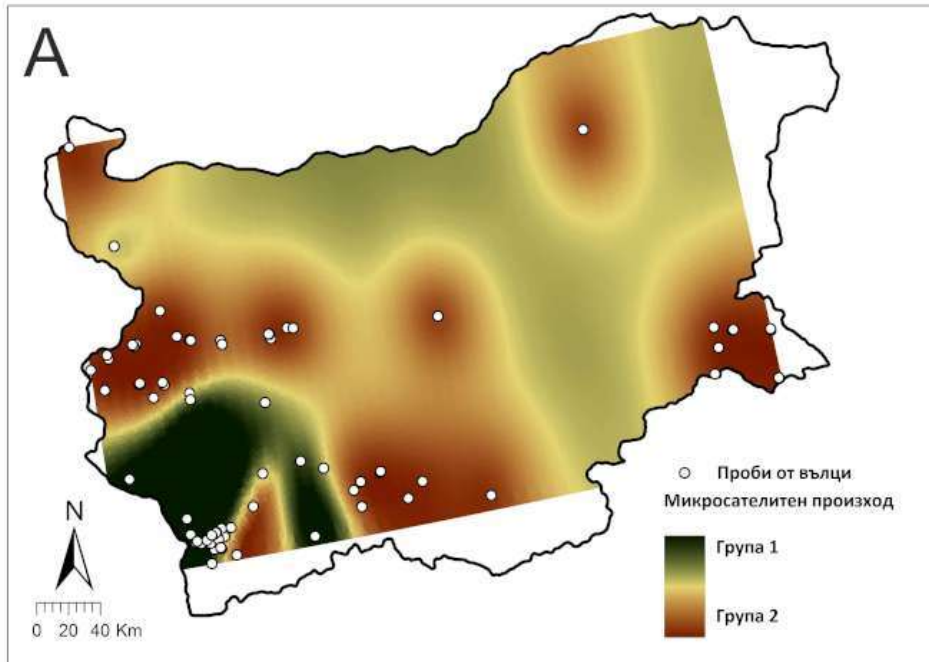 A
Проби от вълци
Микросателитен произход
Група 1
Група 2
N
0 20 40 Km